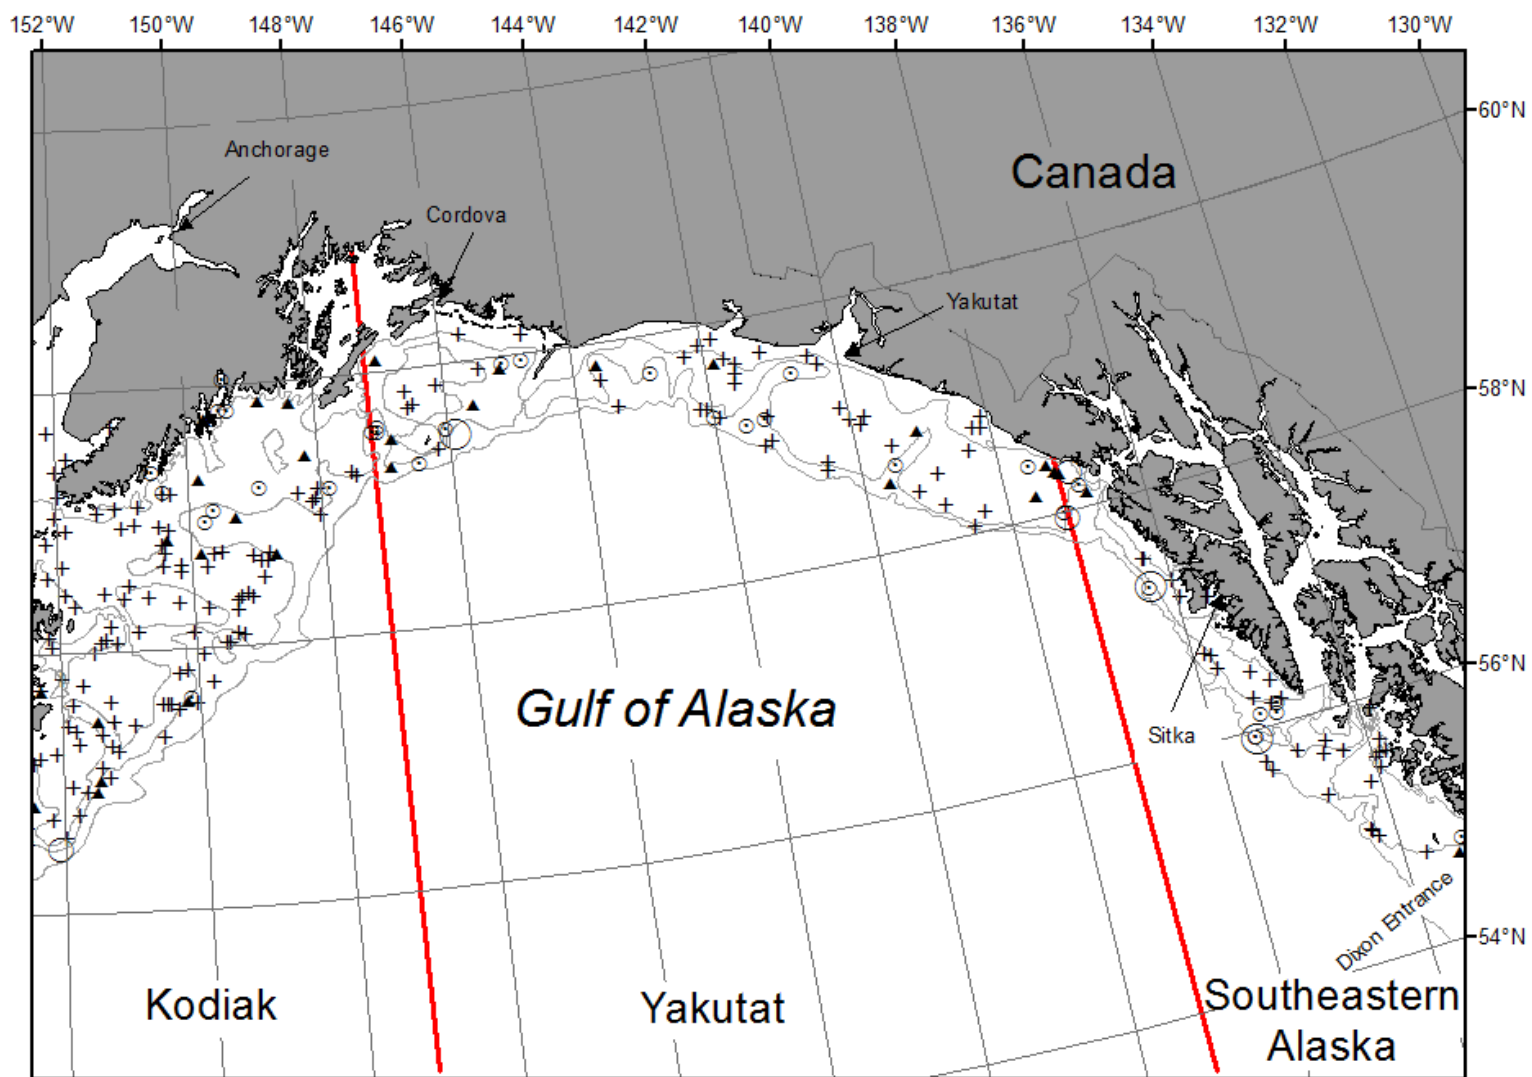 152°W 150°W 148°W 146°W 144°W 142°W 140°W 138°W 136°W 134°W 132°W 130°W
60°N
Anchorage
Canada
Cordova
Yakutat
58°N
56°N
Gulf of Alaska
Sitka
Dixon Entrance
54°N
Kodiak
Yakutat
Southeastern
Alaska